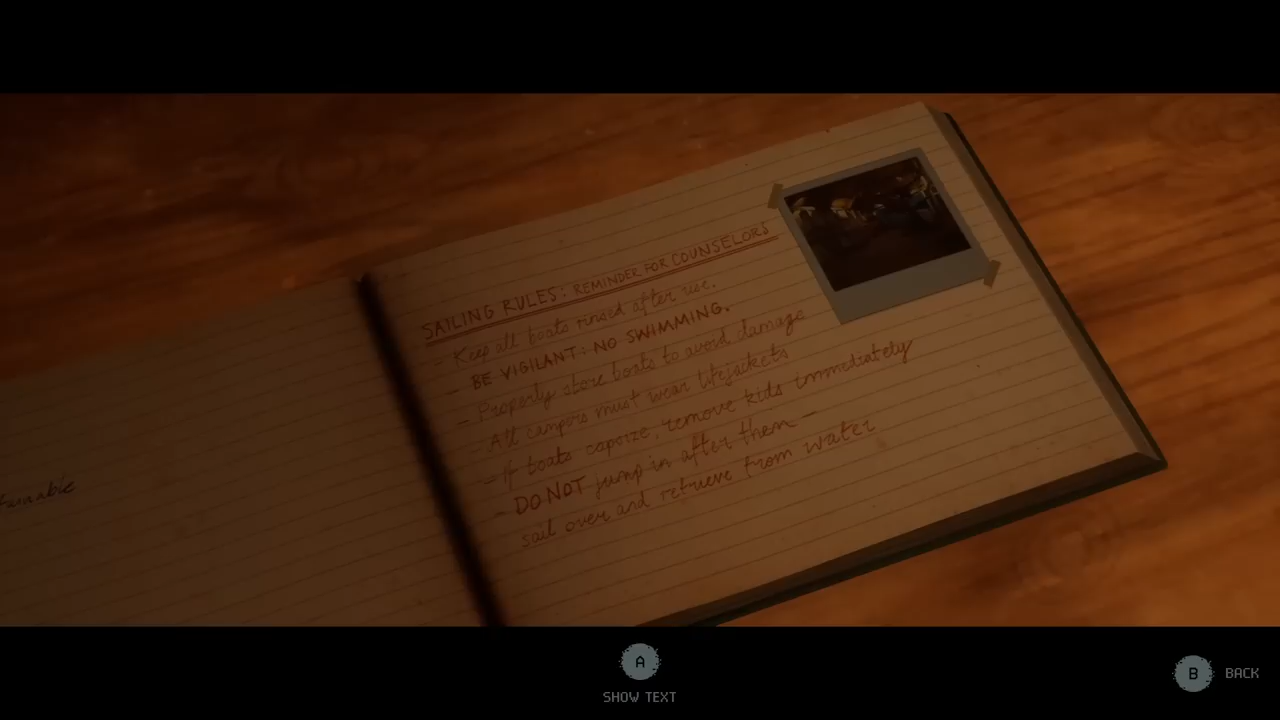 SAILING RULES: REMINDER FOR COUNSELORS
- Keep all boats rinsed after use.
- BE VIGILANT: NO SWIMMING.
- Properly store boats to avoid damage
- All campers must wear lifejackets
- If boats capsize, remove kids immediately
- DO NOT jump in after them -
sail over and retrieve from water
A
SHOW TEXT
B BACK